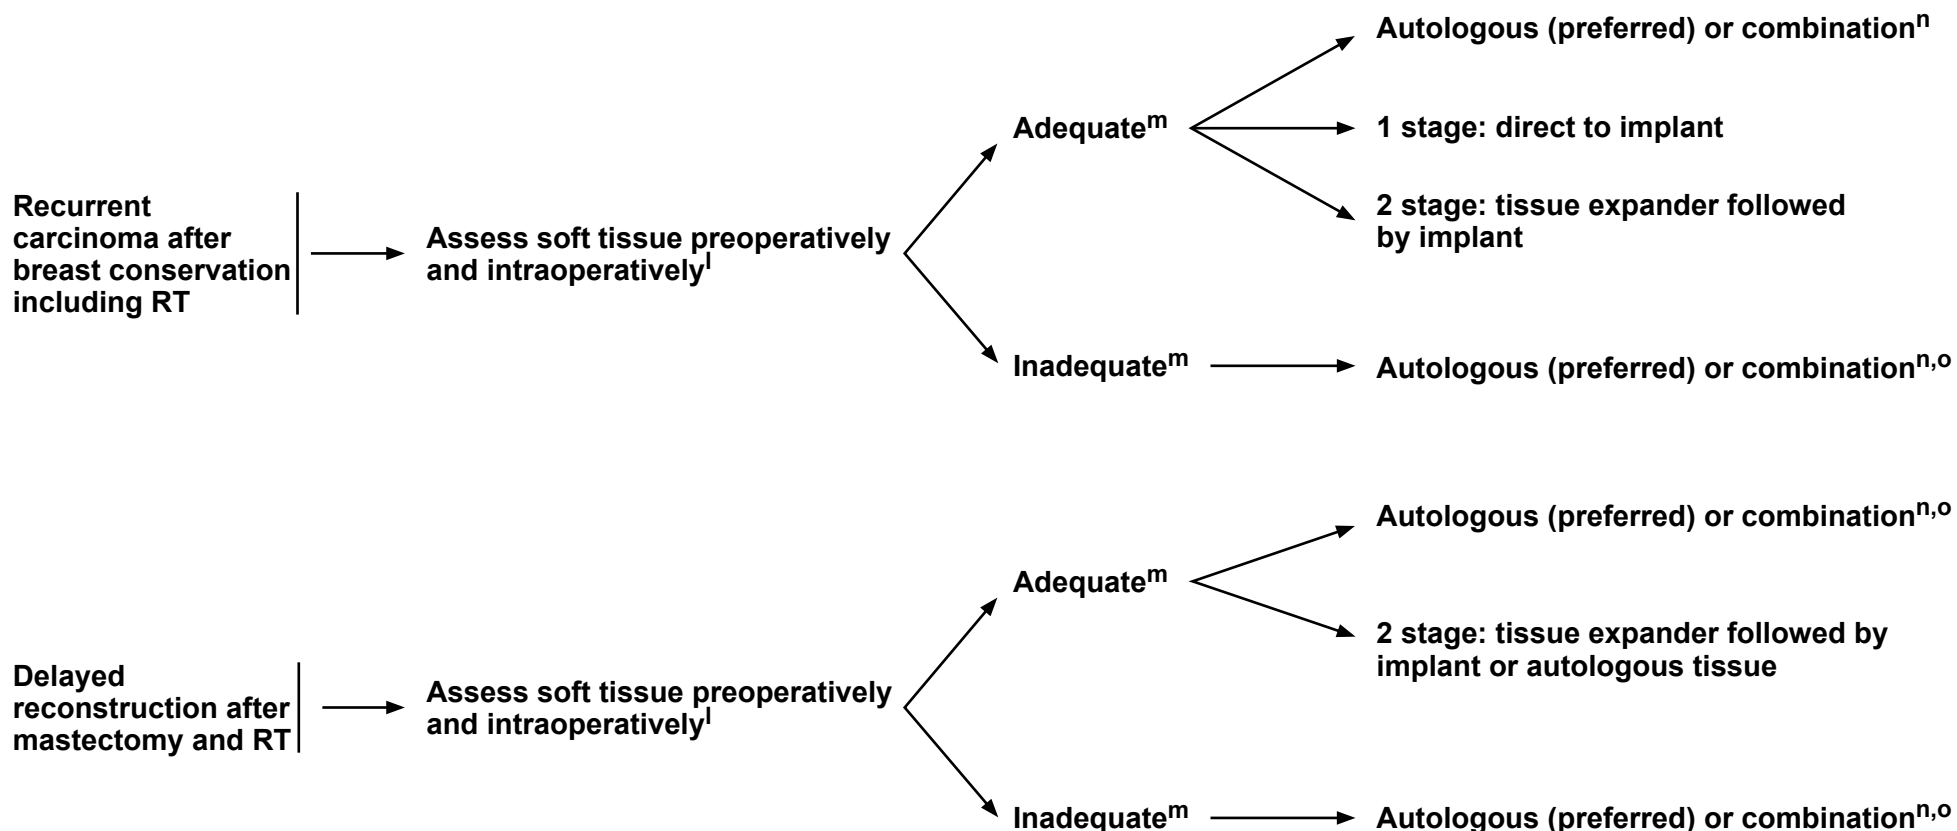 Recurrent
carcinoma after
breast conservation
including RT
Assess soft tissue preoperatively
and intraoperativelyˡ
Adequateᵐ
Autologous (preferred) or combinationⁿ
1 stage: direct to implant
2 stage: tissue expander followed
by implant
Inadequateᵐ
Autologous (preferred) or combinationⁿ,ᵒ
Delayed
reconstruction after
mastectomy and RT
Assess soft tissue preoperatively
and intraoperativelyˡ
Adequateᵐ
Autologous (preferred) or combinationⁿ,ᵒ
2 stage: tissue expander followed by
implant or autologous tissue
Inadequateᵐ
Autologous (preferred) or combinationⁿ,ᵒ